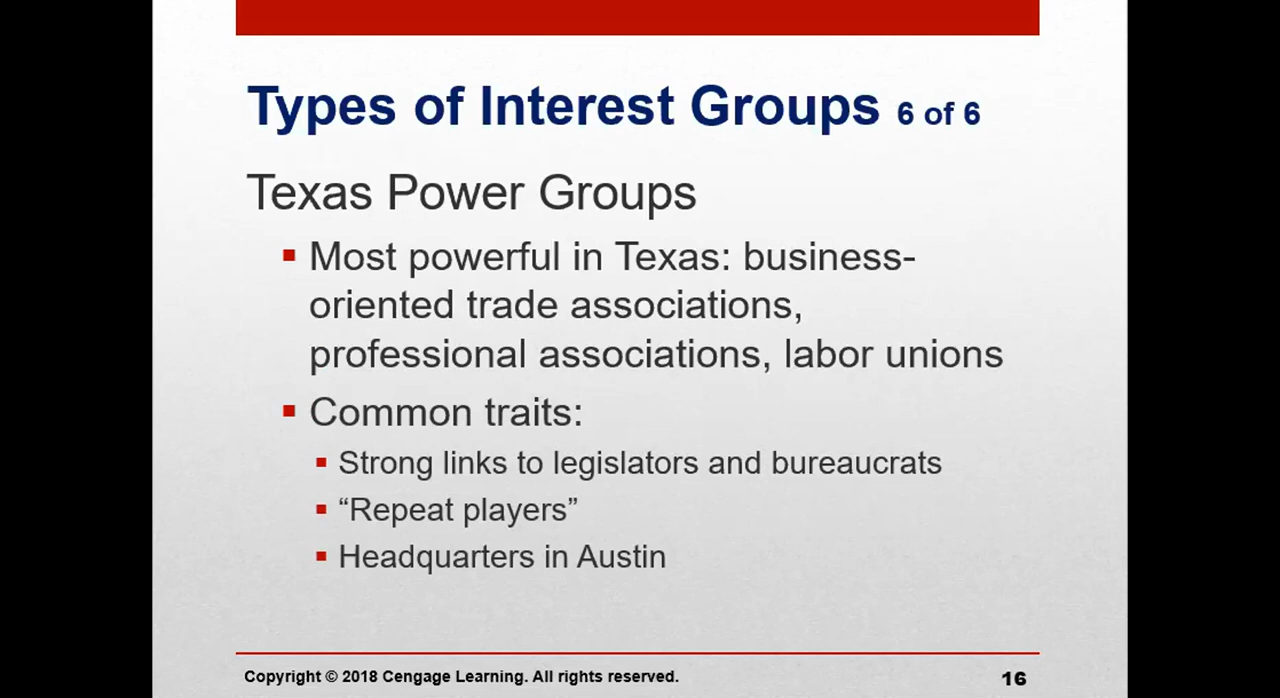 Types of Interest Groups 6 of 6
Texas Power Groups
▪ Most powerful in Texas: business-
oriented trade associations,
professional associations, labor unions
▪ Common traits:
▪ Strong links to legislators and bureaucrats
▪ “Repeat players”
▪ Headquarters in Austin
Copyright © 2018 Cengage Learning. All rights reserved.
16